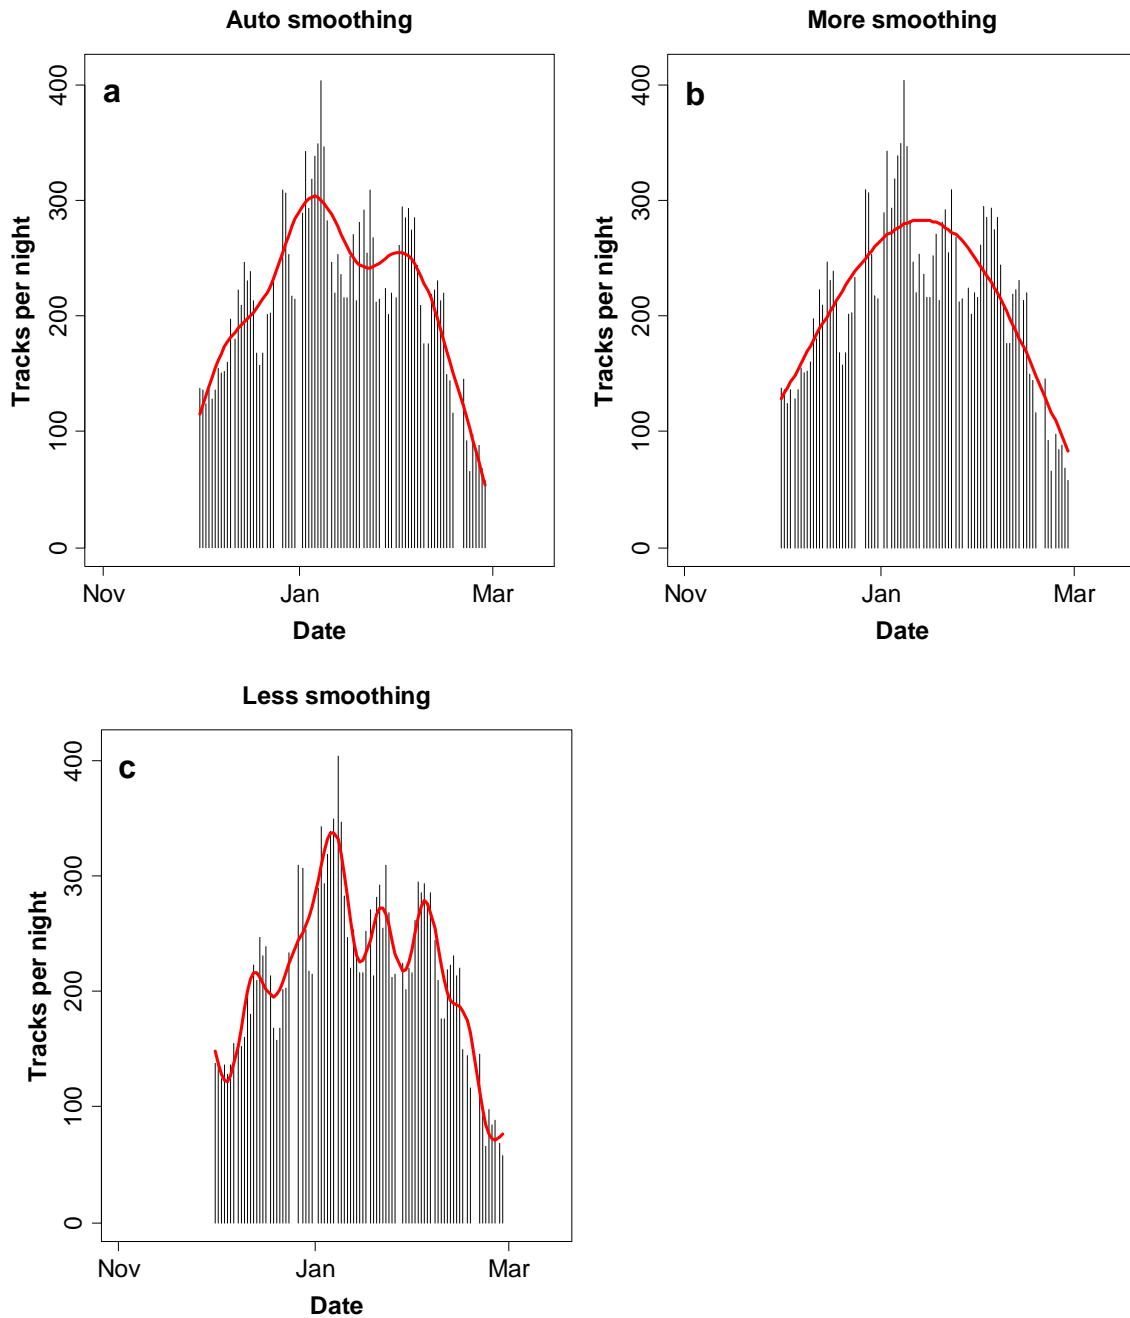 Auto smoothing
a
Tracks per night
400
300
200
100
0
Nov Jan Mar
Date
More smoothing
b
Tracks per night
400
300
200
100
0
Nov Jan Mar
Date
Less smoothing
c
Tracks per night
400
300
200
100
0
Nov Jan Mar
Date